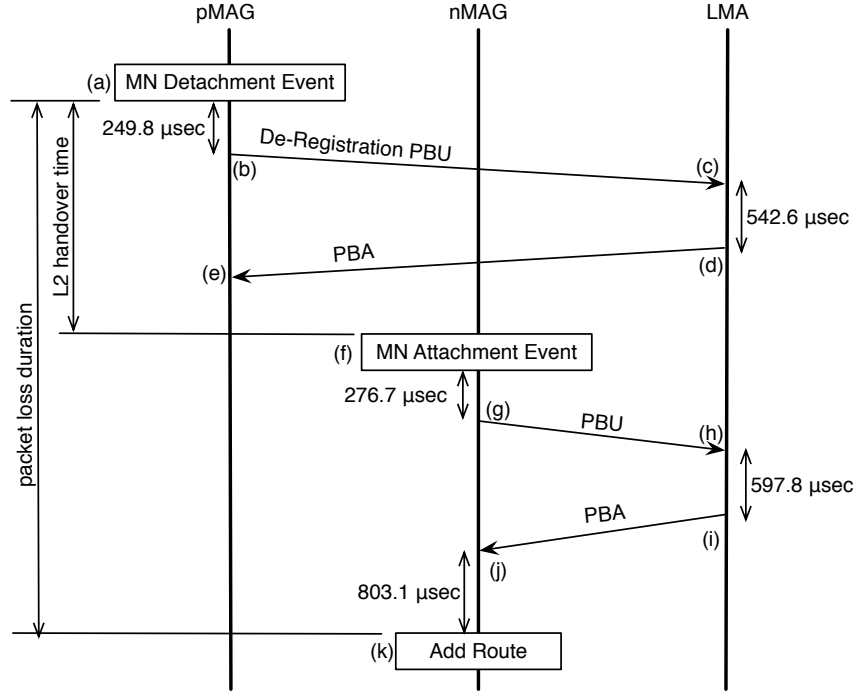 pMAG nMAG LMA
(a) MN Detachment Event
249.8 µsec
De-Registration PBU
(b) (c)
542.6 µsec
PBA
(e) (d)
L2 handover time
packet loss duration
(f) MN Attachment Event
276.7 µsec
(g) PBU (h)
597.8 µsec
PBA
(i)
(j)
803.1 µsec
(k) Add Route